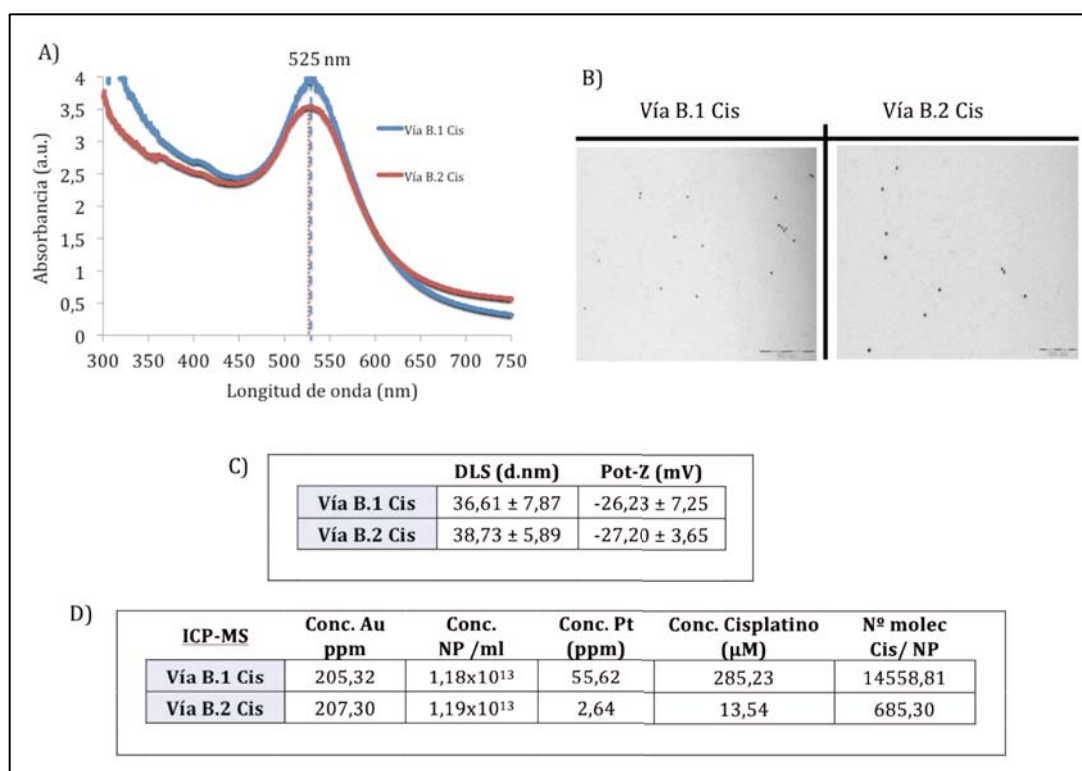 A)
525 nm
4
3,5
3
2,5
2
1,5
1
0,5
0
Absorbancia (a.u.)
300 350 400 450 500 550 600 650 700 750
Longitud de onda (nm)
Vía B.1 Cis
Vía B.2 Cis
B)
Vía B.1 Cis Vía B.2 Cis
C)
DLS (d.nm) Pot-Z (mV)
Vía B.1 Cis 36,61 ± 7,87 -26,23 ± 7,25
Vía B.2 Cis 38,73 ± 5,89 -27,20 ± 3,65
D)
ICP-MS Conc. Au ppm Conc. NP /ml Conc. Pt (ppm) Conc. Cisplatino (µM) Nº molec Cis/ NP
Vía B.1 Cis 205,32 1,18x10¹³ 55,62 285,23 14558,81
Vía B.2 Cis 207,30 1,19x10¹³ 2,64 13,54 685,30